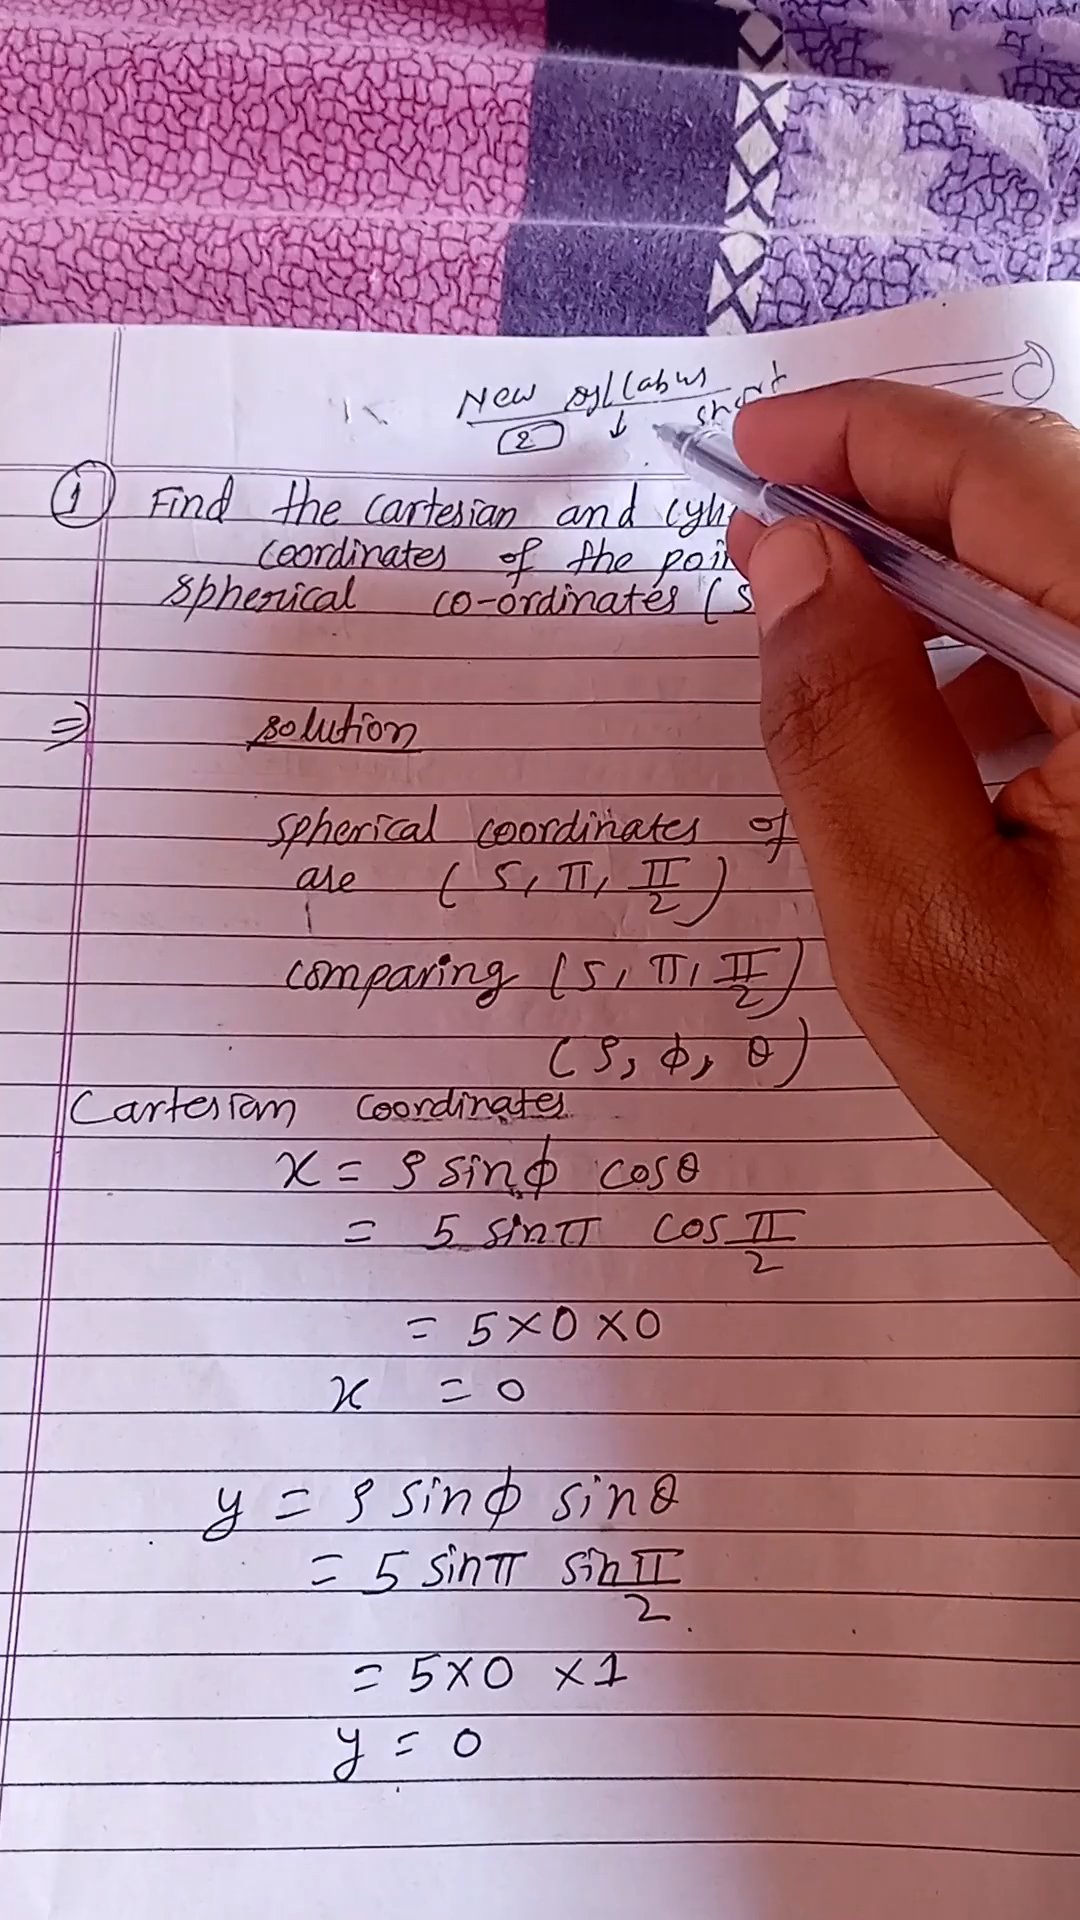 New syllabus
2 ↓
① Find the cartesian and
coordinates of the
spherical co-ordinates (5
⇒ solution
spherical coordinates of
are (5, π, π/2)
comparing (5, π, π/2)
(ρ, ϕ, θ)
Cartesian coordinates
x = ρ sinϕ cosθ
= 5 sinπ cos π/2
= 5×0×0
x = 0
y = ρ sinϕ sinθ
= 5 sinπ sin π/2
= 5×0 ×1
y = 0